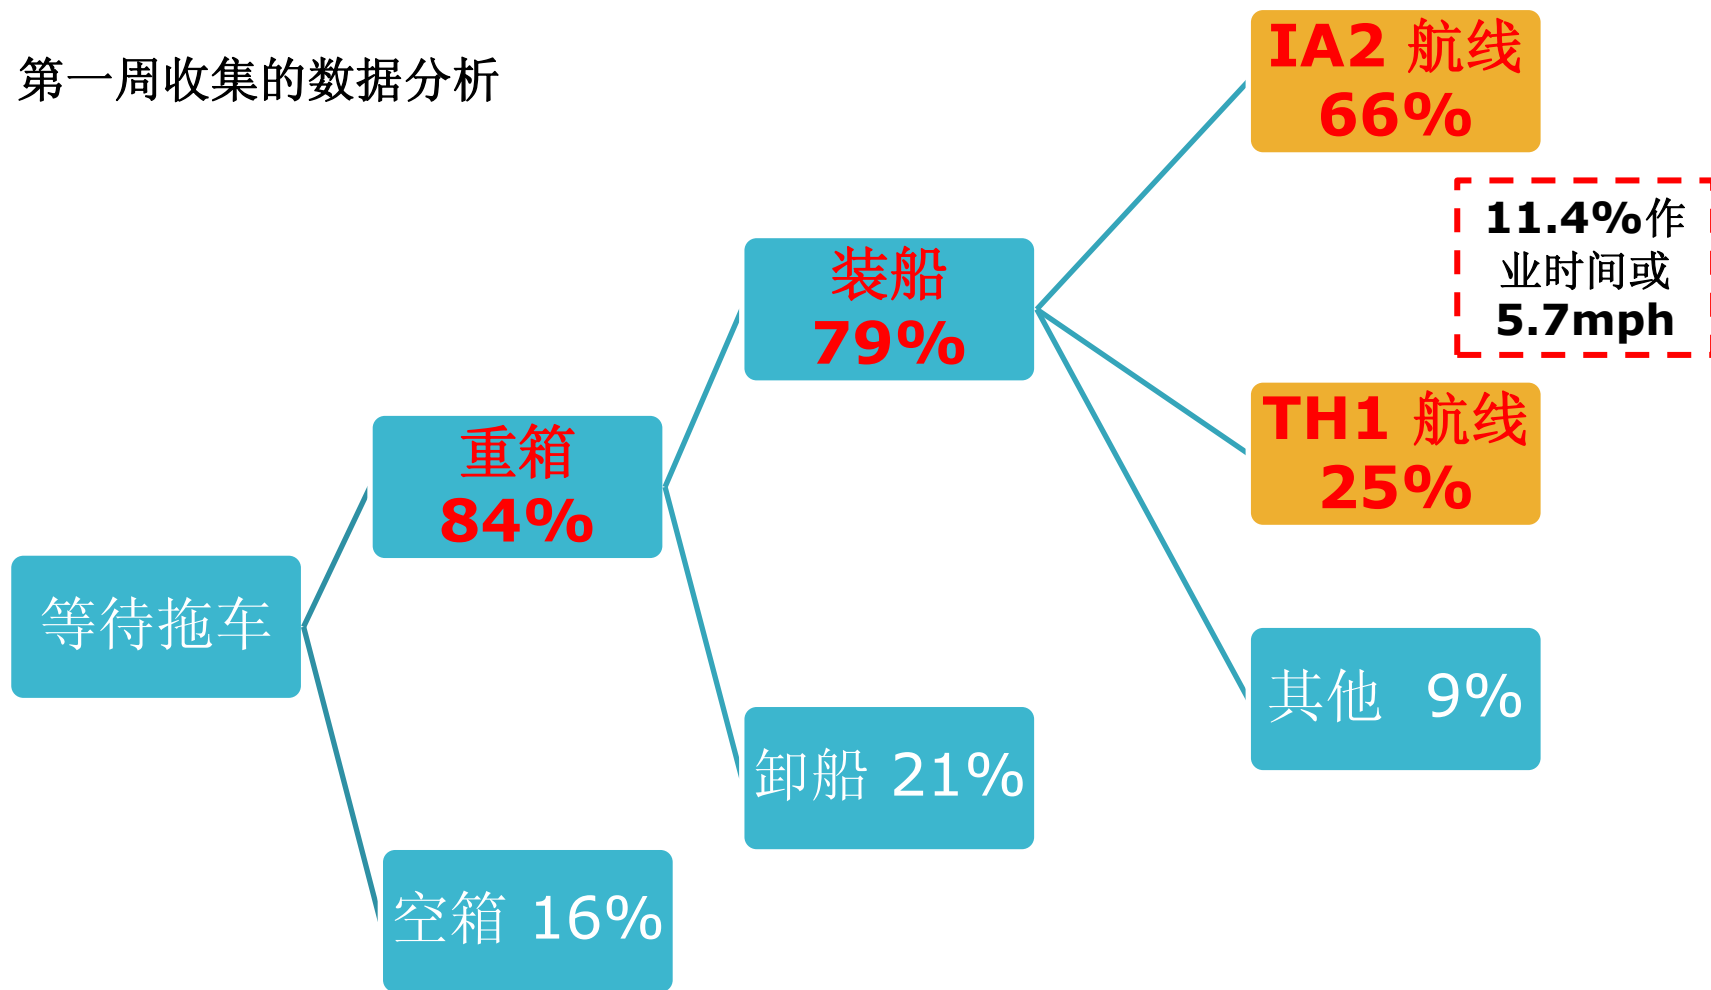 第一周收集的数据分析
IA2 航线
66%
11.4%作
业时间或
5.7mph
装船
79%
TH1 航线
25%
重箱
84%
等待拖车
其他 9%
卸船 21%
空箱 16%